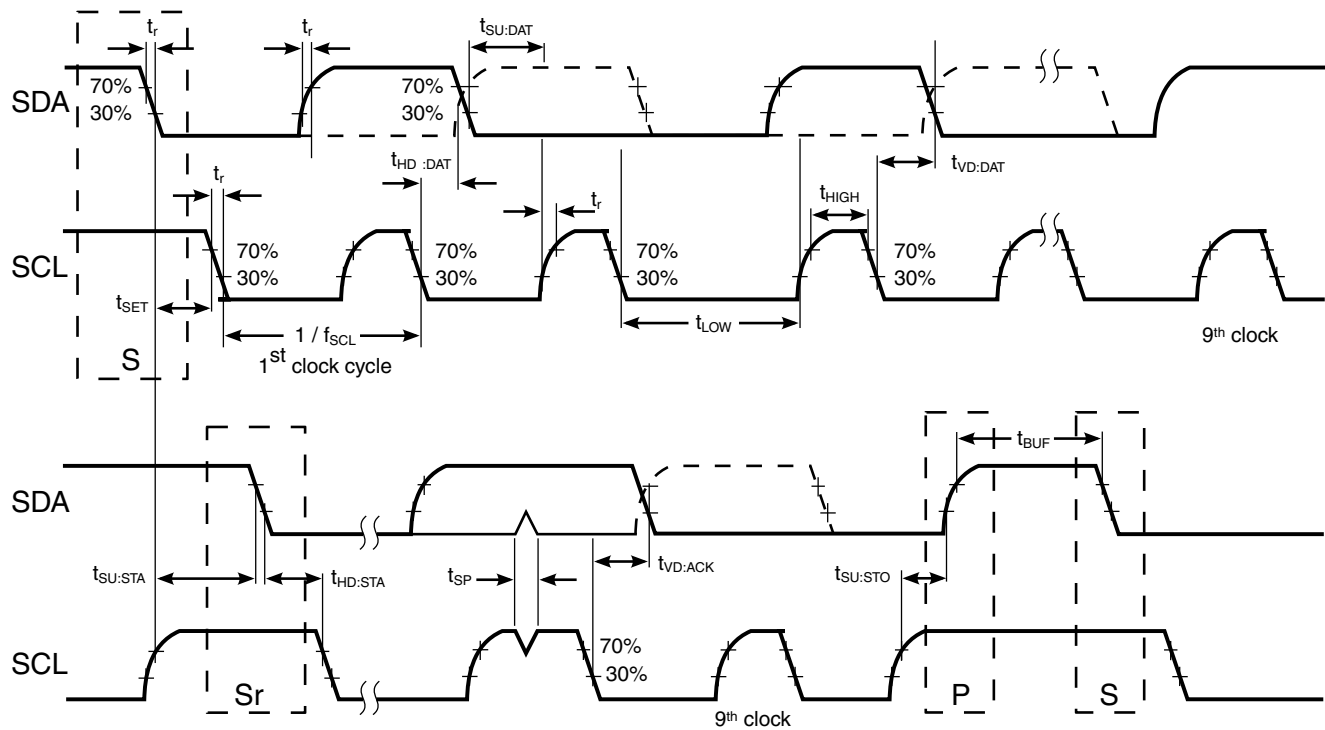 tr
tr
tSU:DAT
SDA
70%
30%
70%
30%
tHD :DAT
tVD:DAT
tr
tr
tHIGH
SCL
70%
30%
70%
30%
70%
30%
70%
30%
tSET
1 / fSCL
tLOW
9th clock
S
1st clock cycle
tBUF
SDA
tSU:STA
tHD:STA
tSP
tVD:ACK
tSU:STO
SCL
70%
30%
Sr
9th clock
P
S